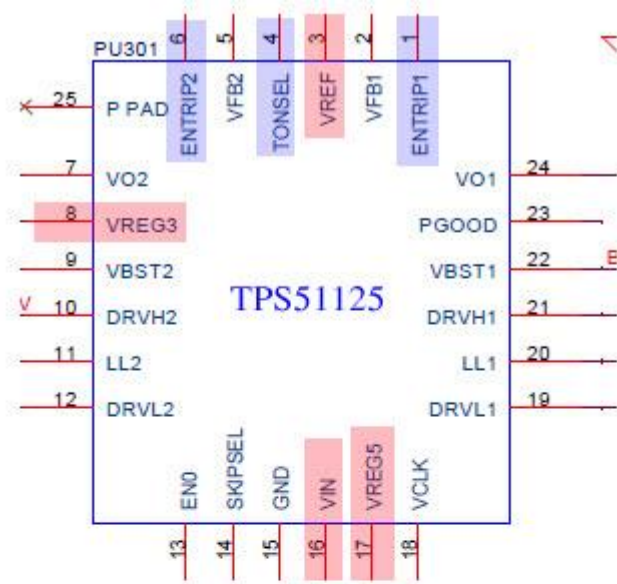 PU301
6 5 4 3 2 1
ENTRIP2 VFB2 TONSEL VREF VFB1 ENTRIP1
25 P PAD
7 VO2 VO1 24
8 VREG3 PGOOD 23
9 VBST2 VBST1 22 B
TPS51125
V 10 DRVH2 DRVH1 21
11 LL2 LL1 20
12 DRVL2 DRVL1 19
EN0 SKIPSEL GND VIN VREG5 VCLK
13 14 15 16 17 18